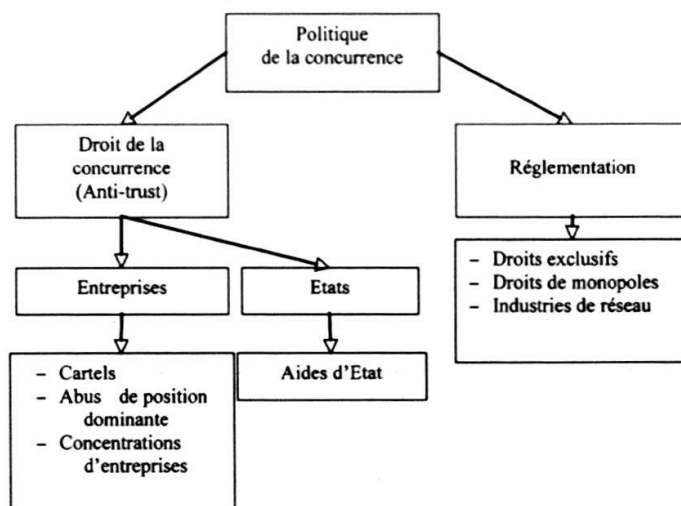 Politique
de la concurrence
Droit de la
concurrence
(Anti-trust)
Réglementation
Entreprises
Etats
– Droits exclusifs
– Droits de monopoles
– Industries de réseau
– Cartels
– Abus de position
dominante
– Concentrations
d'entreprises
Aides d'Etat